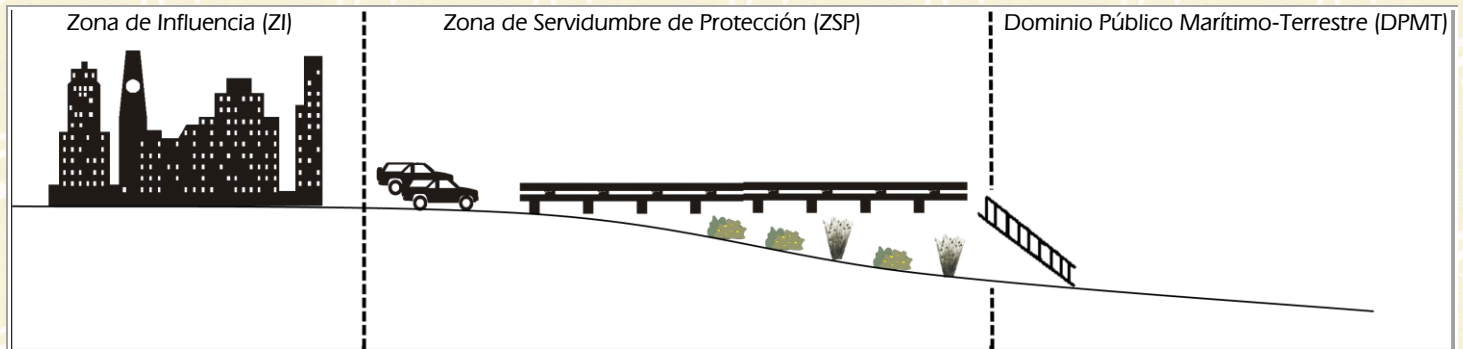 Zona de Influencia (ZI)
Zona de Servidumbre de Protección (ZSP)
Dominio Público Marítimo-Terrestre (DPMT)